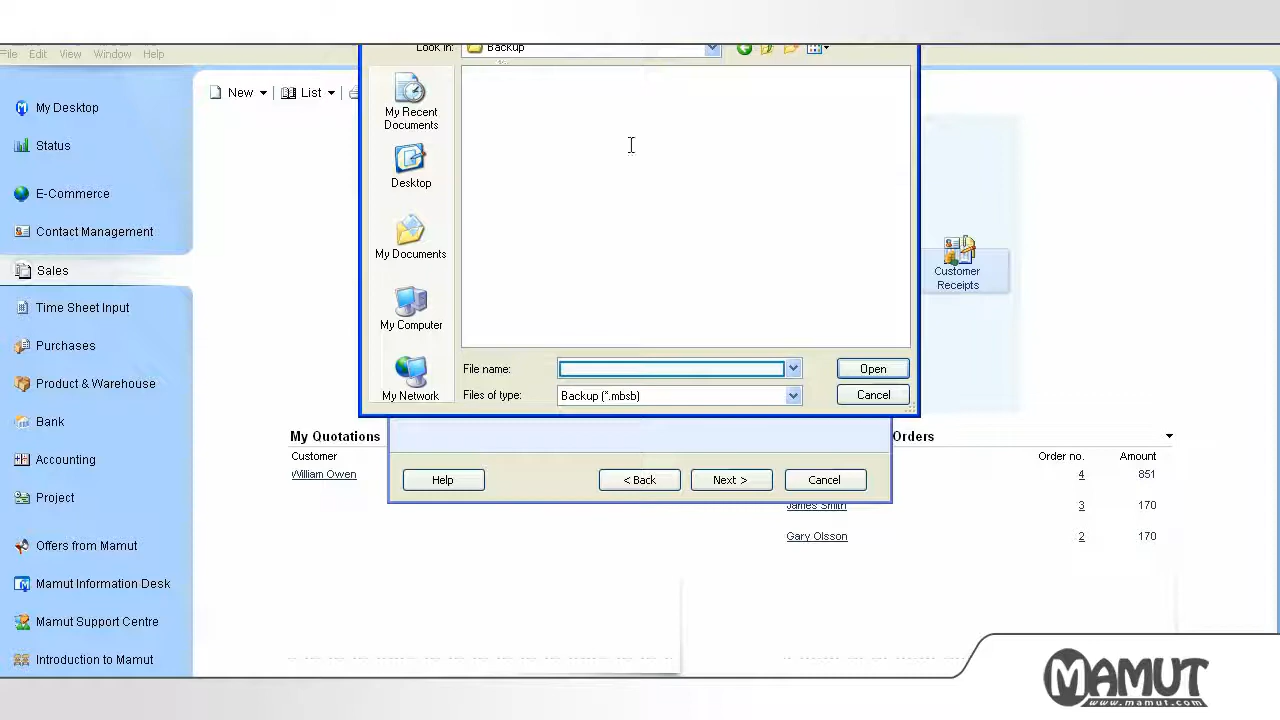 File Edit View Window Help
Look in: Backup
New List
My Desktop
Status
E-Commerce
Contact Management
Sales
Time Sheet Input
Purchases
Product & Warehouse
Bank
Accounting
Project
Offers from Mamut
Mamut Information Desk
Mamut Support Centre
Introduction to Mamut
My Recent
Documents
Desktop
My Documents
My Computer
My Network
File name:
Open
Files of type: Backup (*.mbsb)
Cancel
Customer
Receipts
Help < Back Next > Cancel
My Quotations
Customer
William Owen
Orders
Order no. Amount
4 851
James Smith 3 170
Gary Olsson 2 170
MAMUT
www.mamut.com